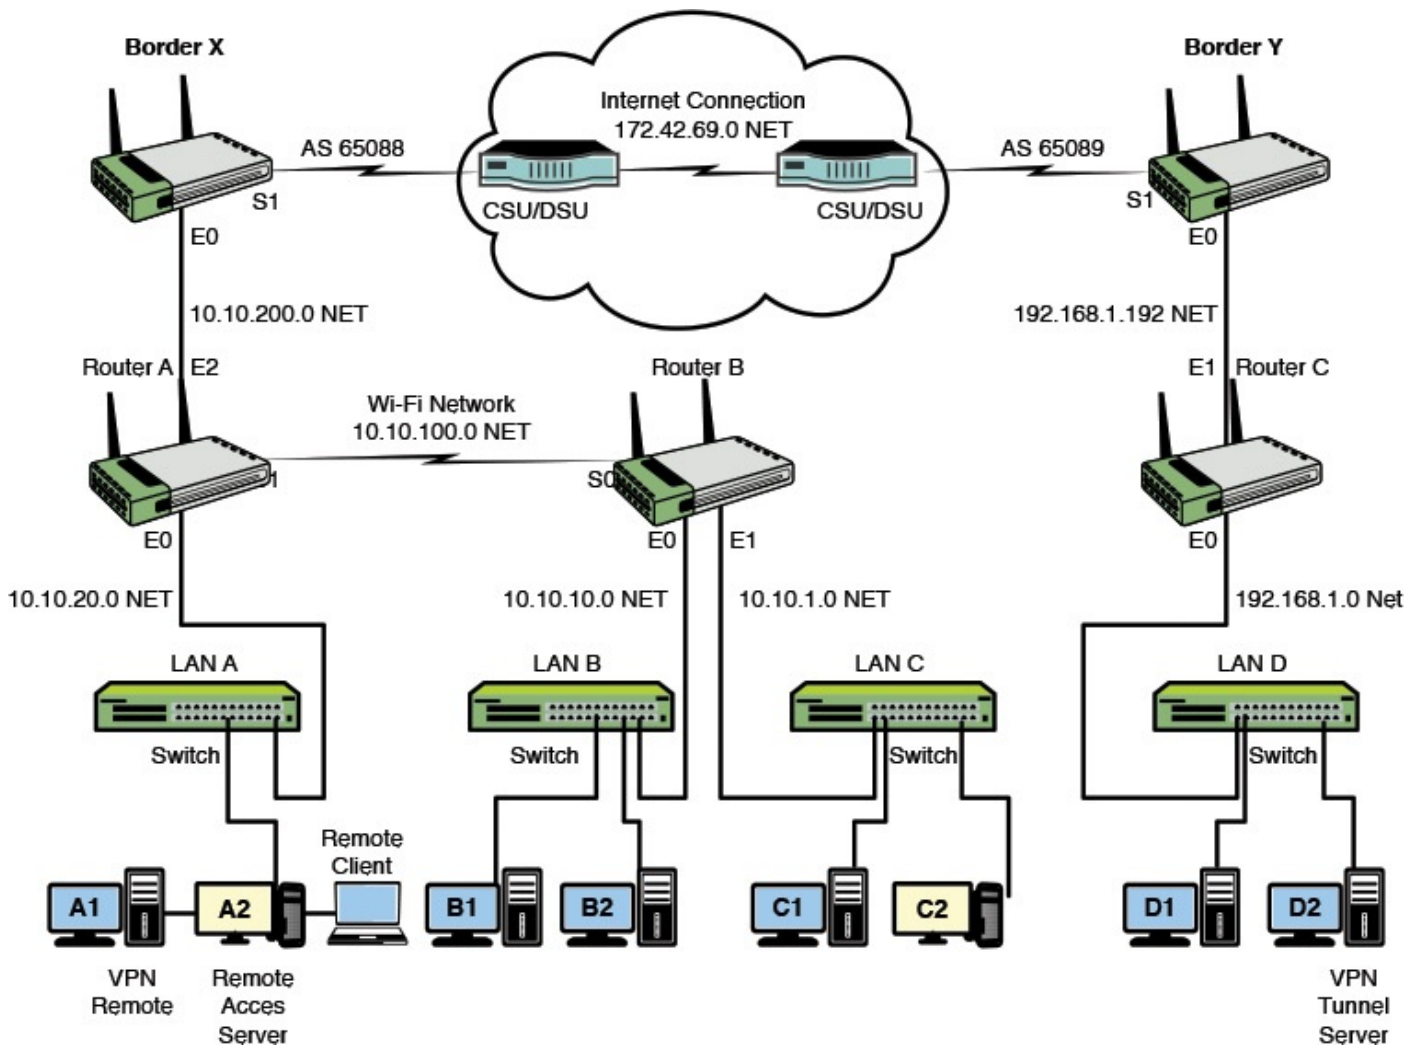 Border X
Border Y
Internet Connection
172.42.69.0 NET
AS 65088
AS 65089
S1
CSU/DSU
CSU/DSU
S1
E0
E0
10.10.200.0 NET
192.168.1.192 NET
Router A
E2
Router B
E1
Router C
Wi-Fi Network
10.10.100.0 NET
E0
E0
E1
E0
10.10.20.0 NET
10.10.10.0 NET
10.10.1.0 NET
192.168.1.0 Net
LAN A
LAN B
LAN C
LAN D
Switch
Switch
Switch
Switch
Remote
Client
A1
A2
B1
B2
C1
C2
D1
D2
VPN
Remote
Remote
Acces
Server
VPN
Tunnel
Server